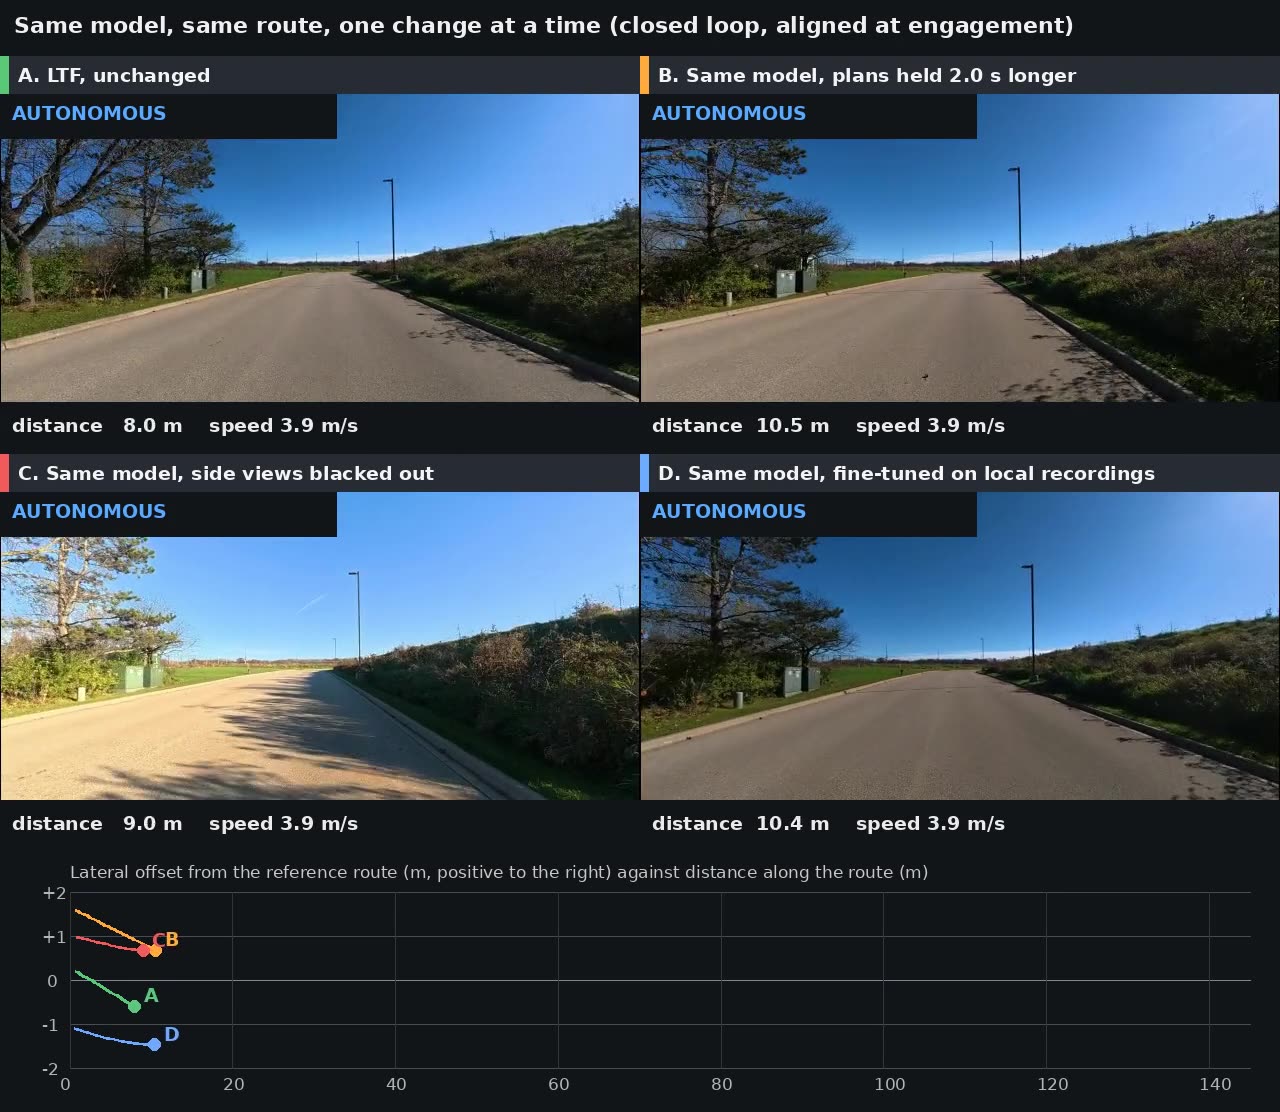 Same model, same route, one change at a time (closed loop, aligned at engagement)
A. LTF, unchanged
B. Same model, plans held 2.0 s longer
AUTONOMOUS
AUTONOMOUS
distance 8.0 m speed 3.9 m/s
distance 10.5 m speed 3.9 m/s
C. Same model, side views blacked out
D. Same model, fine-tuned on local recordings
AUTONOMOUS
AUTONOMOUS
distance 9.0 m speed 3.9 m/s
distance 10.4 m speed 3.9 m/s
Lateral offset from the reference route (m, positive to the right) against distance along the route (m)
+2
+1
C B
0
A
-1
D
-2
0 20 40 60 80 100 120 140